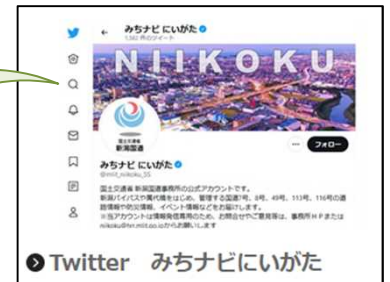 みちナビ にいがた
件のツイート
NIIKOKU
国土交通省
新潟国道
フォロー
みちナビ にいがた
@mlit_niikoku_SS
国土交通省 新潟国道事務所の公式アカウントです。
新潟バイパスや萬代橋をはじめ、管理する国道7号、8号、49号、113号、116号の道
路情報や防災情報、イベント情報などをお届けします。
※当アカウントは情報発信専用のため、お問合せやご意見等は、事務所HPまたは
からお願いします
Twitter みちナビにいがた